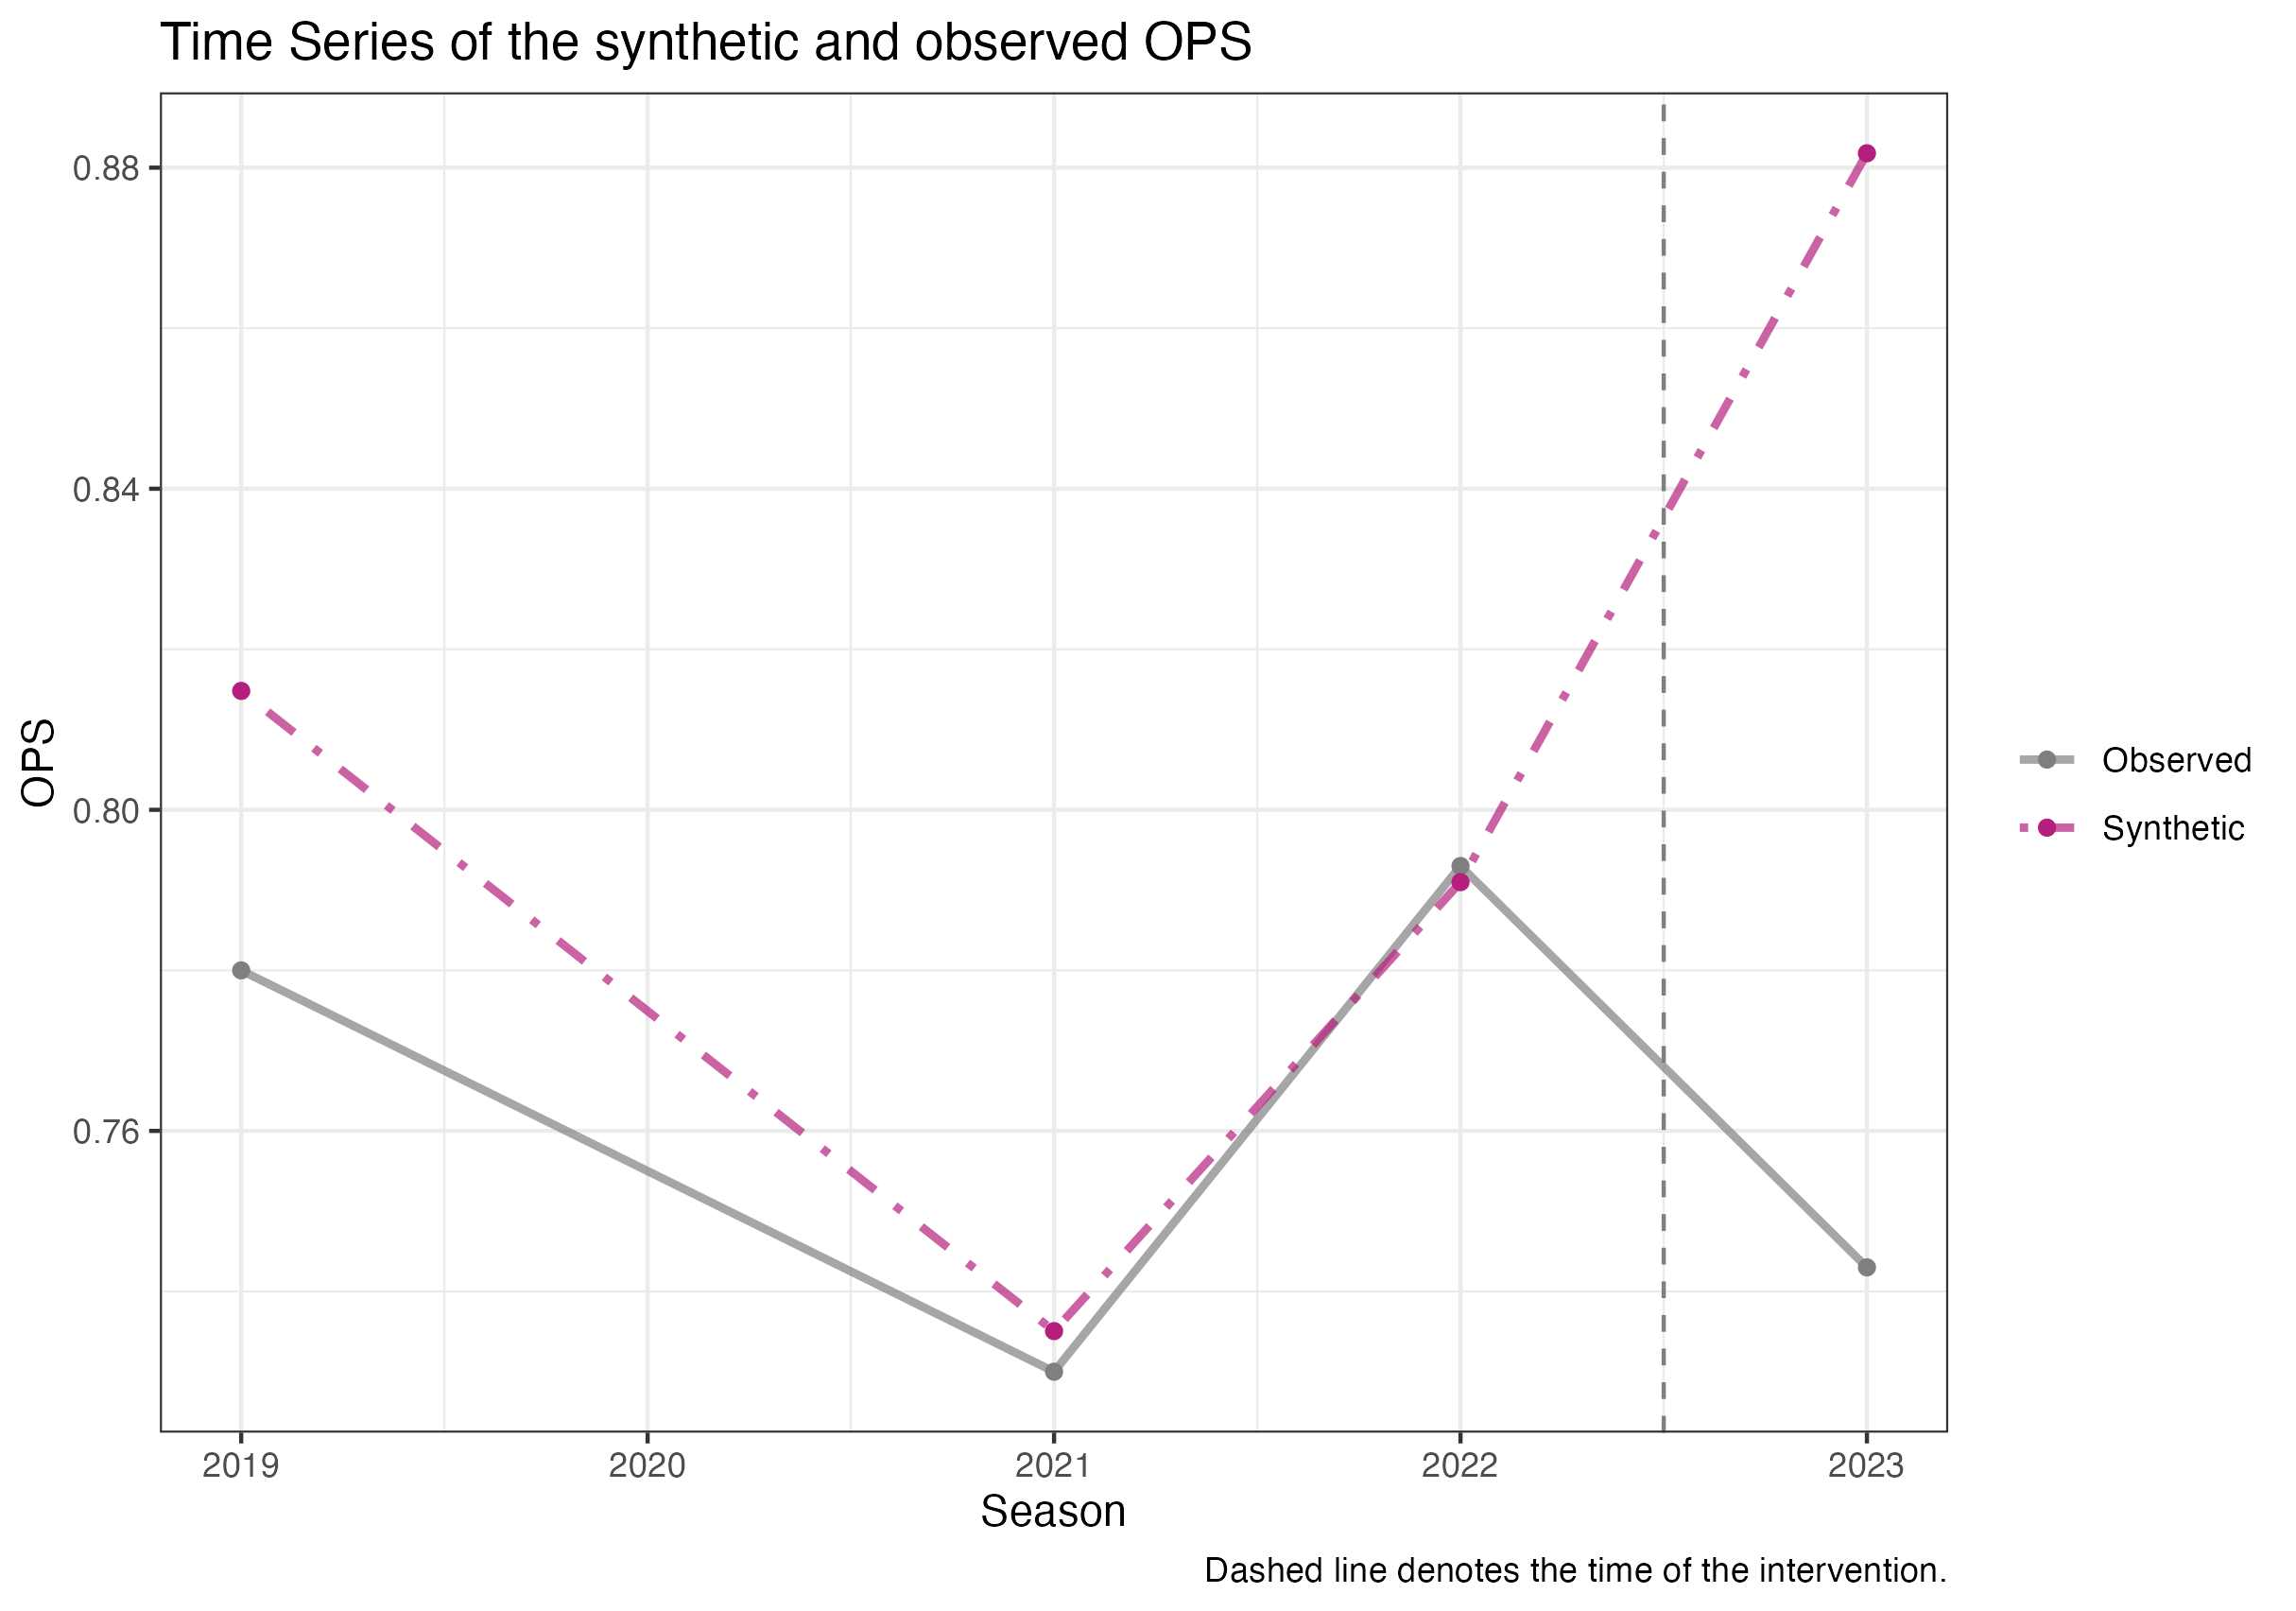 Time Series of the synthetic and observed OPS
0.88
0.84
0.80
0.76
OPS
2019 2020 2021 2022 2023
Season
Observed
Synthetic
Dashed line denotes the time of the intervention.